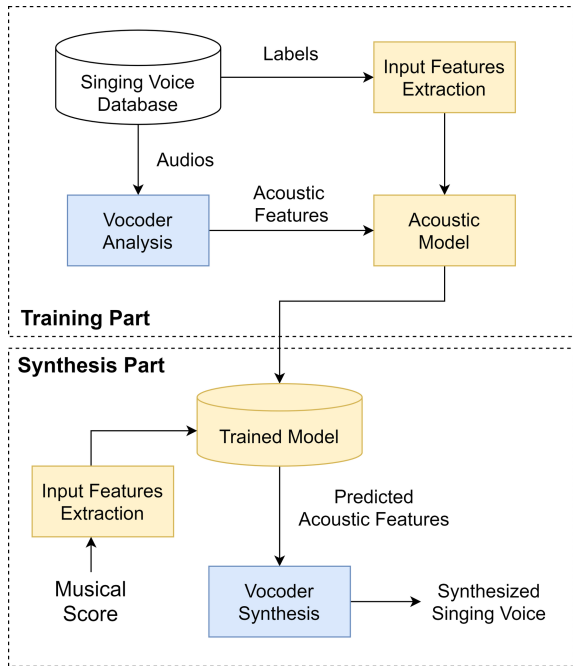 Labels
Singing Voice
Database
Input Features
Extraction
Audios
Acoustic
Features
Vocoder
Analysis
Acoustic
Model
Training Part
Synthesis Part
Trained Model
Input Features
Extraction
Predicted
Acoustic Features
Musical
Score
Vocoder
Synthesis
Synthesized
Singing Voice